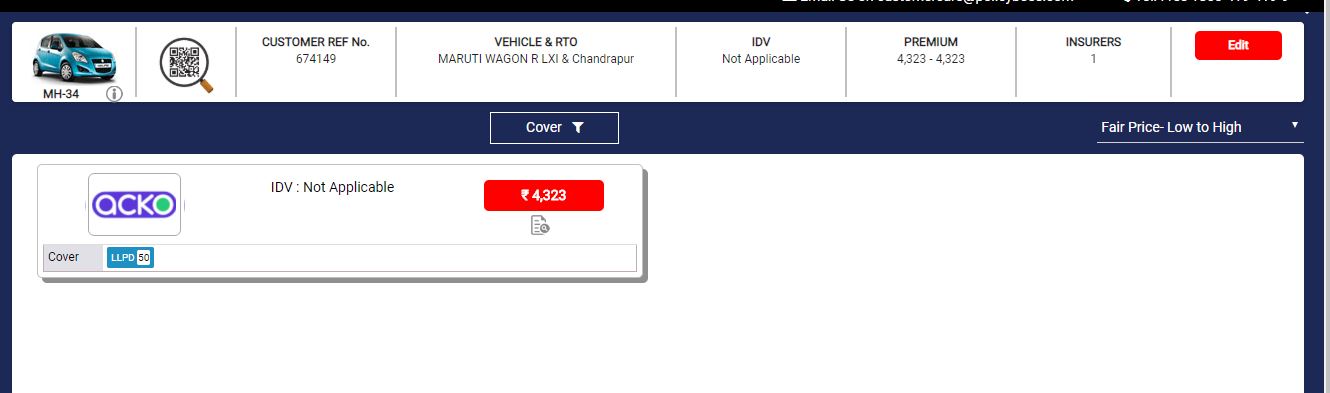 CUSTOMER REF No.
674149
VEHICLE & RTO
MARUTI WAGON R LXI & Chandrapur
IDV
Not Applicable
PREMIUM
4,323 - 4,323
INSURERS
1
Edit
MH-34
Cover
Fair Price- Low to High
acko
IDV : Not Applicable
₹ 4,323
Cover
LLPD 50